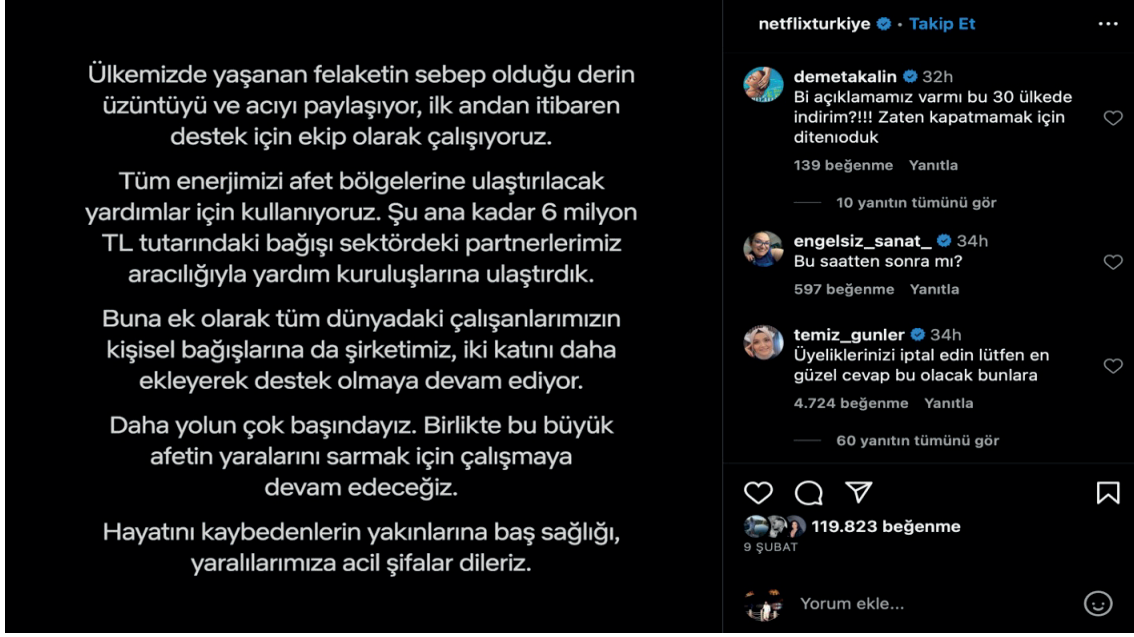 Ülkemizde yaşanan felaketin sebep olduğu derin
üzüntüyü ve acıyı paylaşıyor, ilk andan itibaren
destek için ekip olarak çalışıyoruz.
Tüm enerjimizi afet bölgelerine ulaştırılacak
yardımlar için kullanıyoruz. Şu ana kadar 6 milyon
TL tutarındaki bağışı sektördeki partnerlerimiz
aracılığıyla yardım kuruluşlarına ulaştırdık.
Buna ek olarak tüm dünyadaki çalışanlarımızın
kişisel bağışlarına da şirketimiz, iki katını daha
ekleyerek destek olmaya devam ediyor.
Daha yolun çok başındayız. Birlikte bu büyük
afetin yaralarını sarmak için çalışmaya
devam edeceğiz.
Hayatını kaybedenlerin yakınlarına baş sağlığı,
yaralılarımıza acil şifalar dileriz.
netflixturkiye • Takip Et
demetakalin 32h
Bi açıklamamız varmı bu 30 ülkede
indirim?!!! Zaten kapatmamak için
ditenıoduk
139 beğenme Yanıtla
10 yanıtın tümünü gör
engelsiz_sanat_ 34h
Bu saatten sonra mı?
597 beğenme Yanıtla
temiz_gunler 34h
Üyeliklerinizi iptal edin lütfen en
güzel cevap bu olacak bunlara
4.724 beğenme Yanıtla
60 yanıtın tümünü gör
119.823 beğenme
9 ŞUBAT
Yorum ekle...